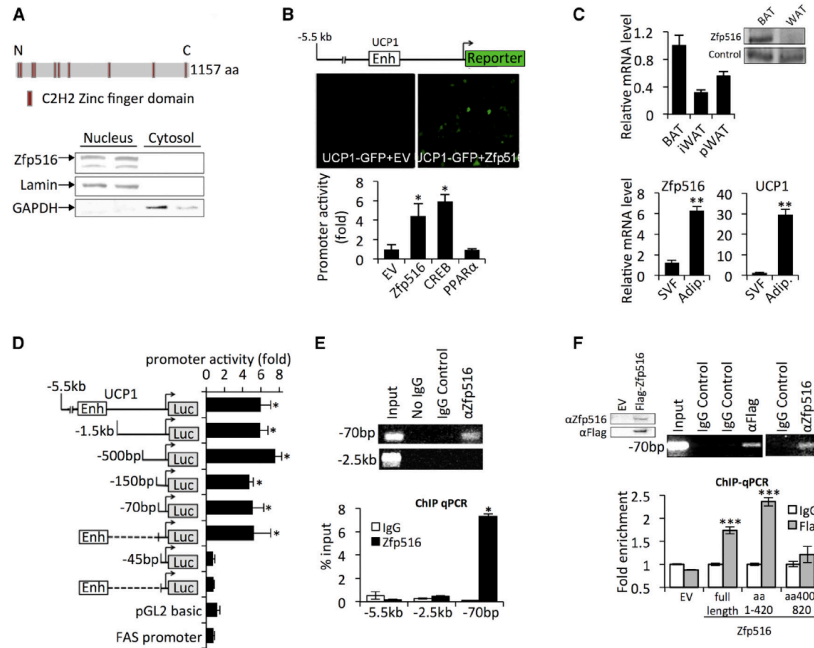 A
N C
1157 aa
C2H2 Zinc finger domain
Nucleus Cytosol
Zfp516
Lamin
GAPDH
B
-5.5 kb
UCP1
Enh
Reporter
UCP1-GFP+EV
UCP1-GFP+Zfp516
Promoter activity
(fold)
8
6
4
2
0
* *
EV
Zfp516
CREB
PPARα
C
Relative mRNA level
1.2
0.8
0.4
0
BAT
iWAT
pWAT
BAT WAT
Zfp516
Control
Relative mRNA level
Zfp516
8
6
4
2
0
**
SVF
Adip.
UCP1
40
30
20
10
0
**
SVF
Adip.
D
promoter activity (fold)
0 2 4 6 8
-5.5kb
UCP1
Enh Luc *
-1.5kb Luc *
-500bp Luc *
-150bp Luc *
-70bp Luc *
Enh Luc *
-45bp Luc
Enh Luc
pGL2 basic
FAS promoter
E
Input
No IgG
IgG Control
αZfp516
-70bp
-2.5kb
ChIP qPCR
IgG
Zfp516
% input
8
6
4
2
0
*
-5.5kb -2.5kb -70bp
F
EV
Flag-Zfp516
αZfp516
αFlag
Input
IgG Control
IgG Control
αFlag
IgG Control
αZfp516
-70bp
ChIP-qPCR
IgG
Flag
Fold enrichment
2.5
2
1.5
1
0.5
*** ***
EV full aa aa400
length 1-420 820
Zfp516